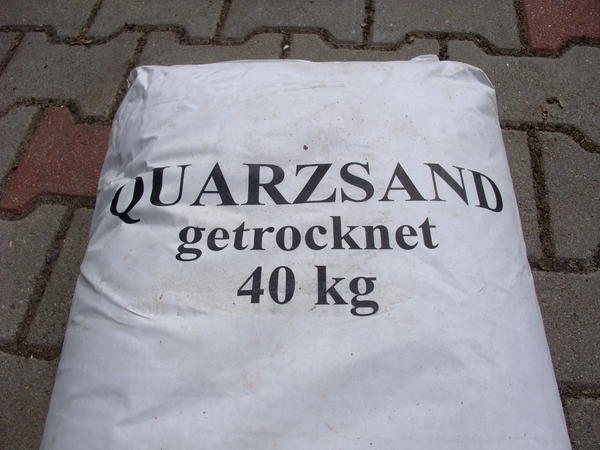 QUARZSAND
getrocknet
40 kg